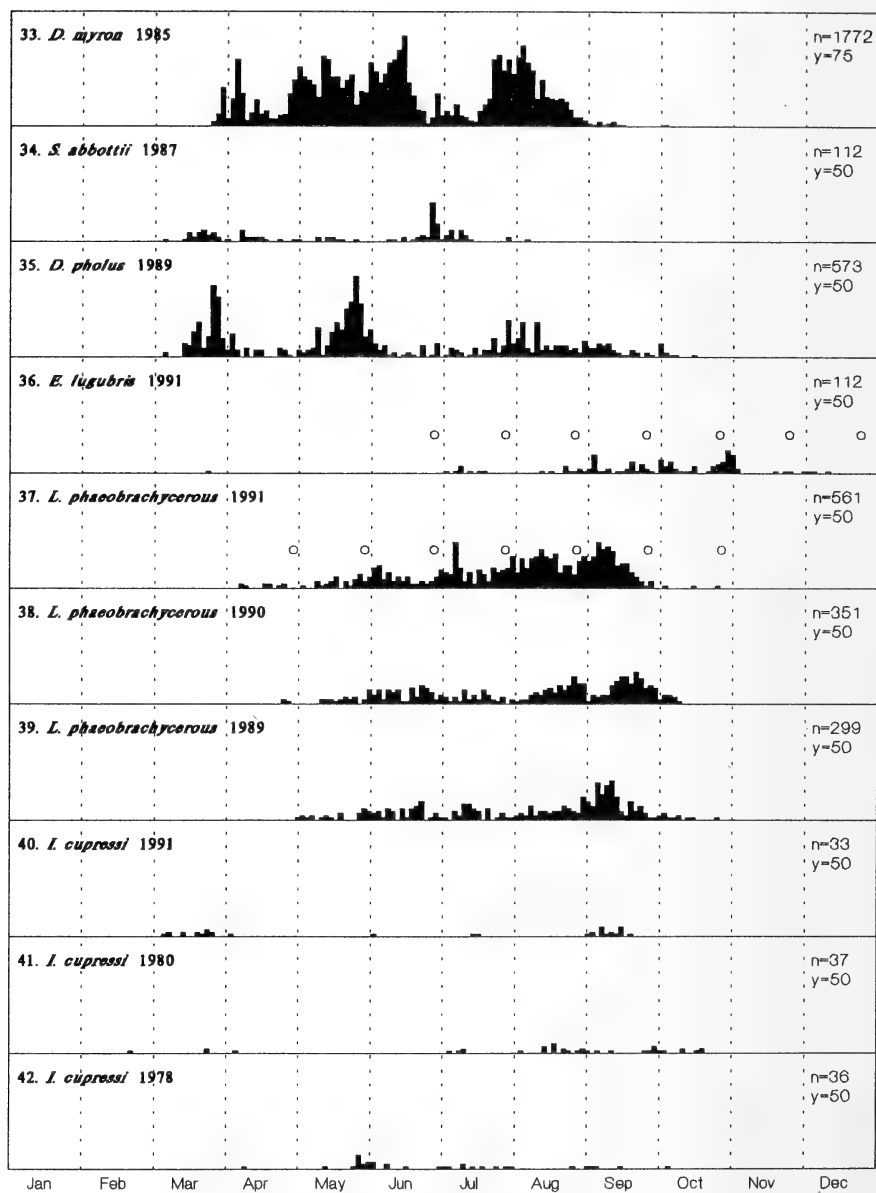 33. D. myron 1985
n=1772
y=75
34. S. abbottii 1987
n=112
y=50
35. D. pholus 1989
n=573
y=50
36. E. lugubris 1991
n=112
y=50
37. L. phaeobrachycerous 1991
n=561
y=50
38. L. phaeobrachycerous 1990
n=351
y=50
39. L. phaeobrachycerous 1989
n=299
y=50
40. I. cupressi 1991
n=33
y=50
41. I. cupressi 1980
n=37
y=50
42. I. cupressi 1978
n=36
y=50
Jan Feb Mar Apr May Jun Jul Aug Sep Oct Nov Dec